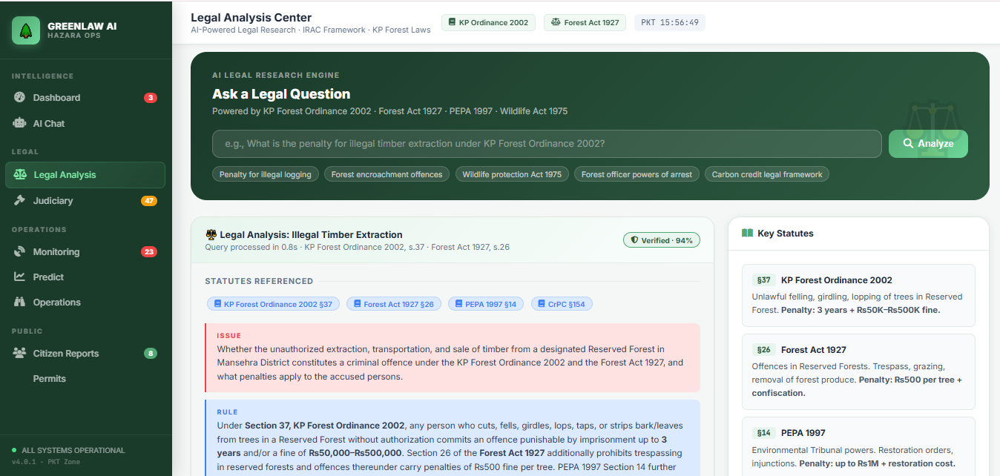 GREENLAW AI
HAZARA OPS
INTELLIGENCE
Dashboard 3
AI Chat
LEGAL
Legal Analysis
Judiciary 47
OPERATIONS
Monitoring 23
Predict
Operations
PUBLIC
Citizen Reports 8
Permits
ALL SYSTEMS OPERATIONAL
v4.0.1 · PKT Zone
Legal Analysis Center
AI-Powered Legal Research · IRAC Framework · KP Forest Laws
KP Ordinance 2002
Forest Act 1927
PKT 15:56:49
AI LEGAL RESEARCH ENGINE
Ask a Legal Question
Powered by KP Forest Ordinance 2002 · Forest Act 1927 · PEPA 1997 · Wildlife Act 1975
e.g., What is the penalty for illegal timber extraction under KP Forest Ordinance 2002?
Analyze
Penalty for illegal logging
Forest encroachment offences
Wildlife protection Act 1975
Forest officer powers of arrest
Carbon credit legal framework
Legal Analysis: Illegal Timber Extraction
Query processed in 0.8s · KP Forest Ordinance 2002, s.37 · Forest Act 1927, s.26
Verified · 94%
STATUTES REFERENCED
KP Forest Ordinance 2002 §37
Forest Act 1927 §26
PEPA 1997 §14
CrPC §154
ISSUE
Whether the unauthorized extraction, transportation, and sale of timber from a designated Reserved Forest in
Mansehra District constitutes a criminal offence under the KP Forest Ordinance 2002 and the Forest Act 1927, and
what penalties apply to the accused persons.
RULE
Under Section 37, KP Forest Ordinance 2002, any person who cuts, fells, girdles, lops, taps, or strips bark/leaves
from trees in a Reserved Forest without authorization commits an offence punishable by imprisonment up to 3
years and/or a fine of Rs50,000–Rs500,000. Section 26 of the Forest Act 1927 additionally prohibits trespassing
in reserved forests and offences thereunder carry penalties of Rs500 fine per tree. PEPA 1997 Section 14 further
Key Statutes
§37 KP Forest Ordinance 2002
Unlawful felling, girdling, lopping of trees in Reserved
Forest. Penalty: 3 years + Rs50K–Rs500K fine.
§26 Forest Act 1927
Offences in Reserved Forests. Trespass, grazing,
removal of forest produce. Penalty: Rs500 per tree +
confiscation.
§14 PEPA 1997
Environmental Tribunal powers. Restoration orders,
injunctions. Penalty: up to Rs1M + restoration cost.